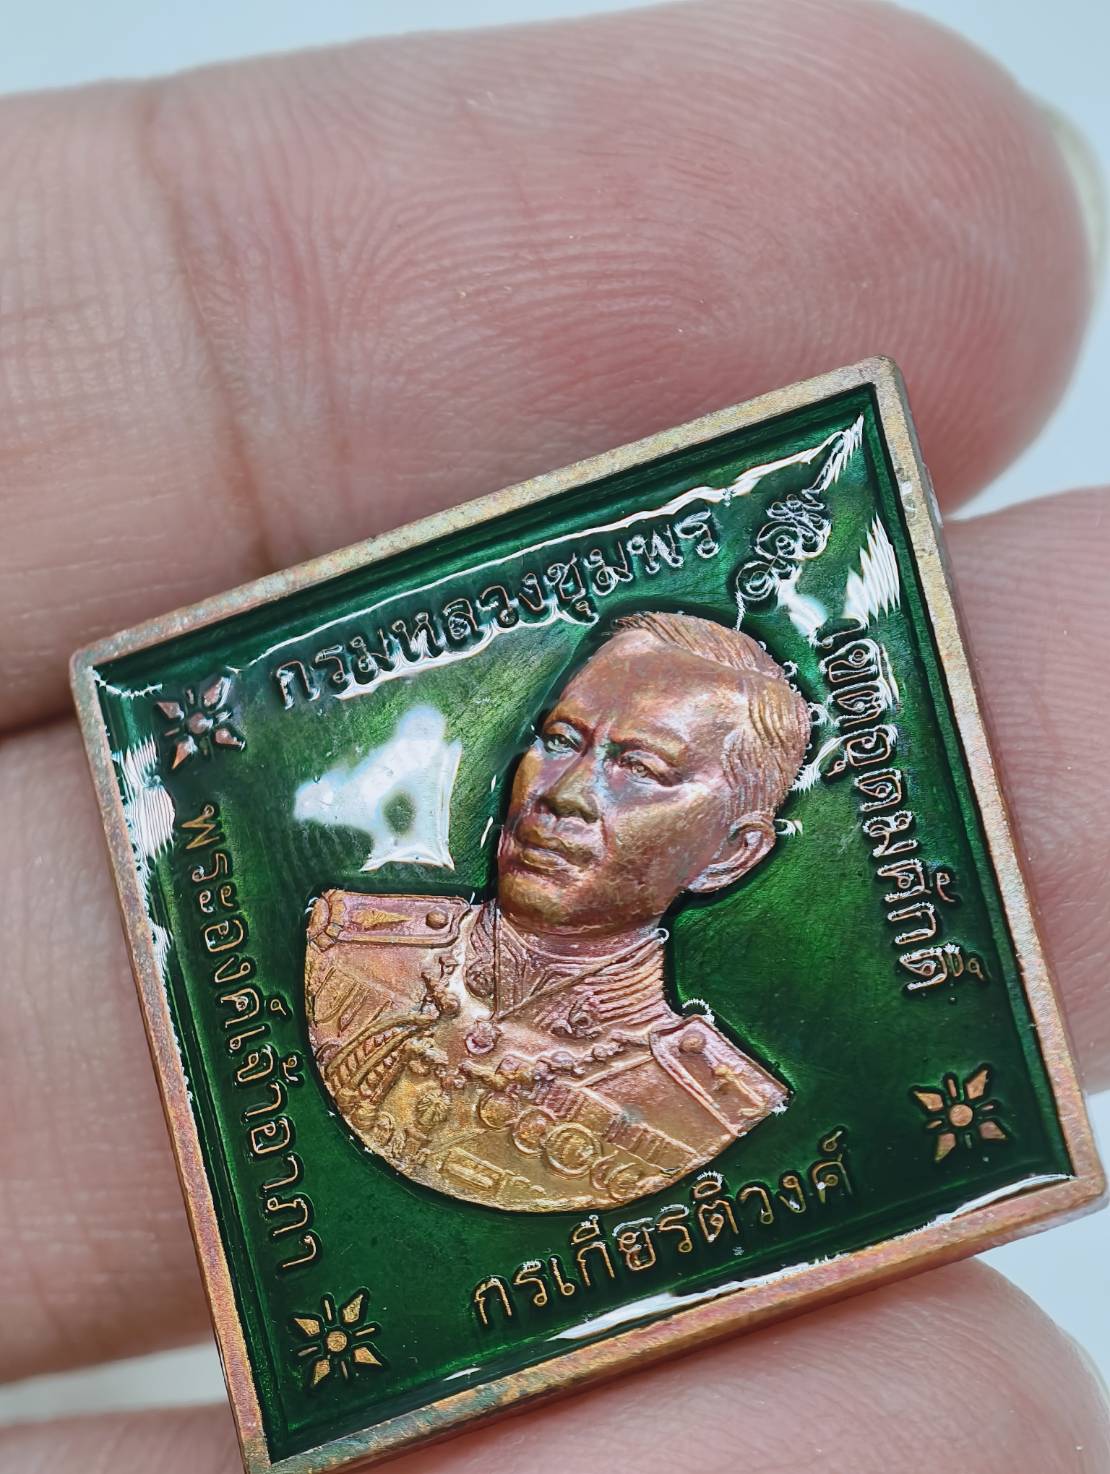 กรมหลวงชุมพร
เขตอุดมศักดิ์
พระองค์เจ้าอาภา
กรเกียรติวงศ์